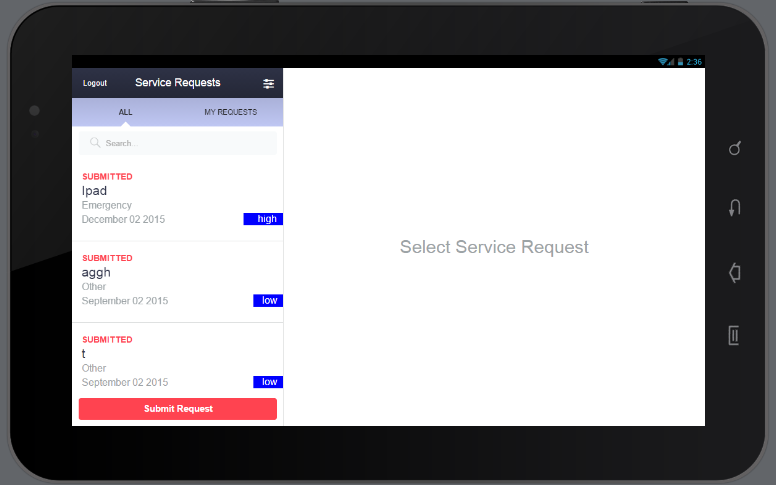 2:36
Logout Service Requests
ALL MY REQUESTS
Search...
SUBMITTED
Ipad
Emergency
December 02 2015 high
SUBMITTED
aggh
Other
September 02 2015 low
SUBMITTED
t
Other
September 02 2015 low
Submit Request
Select Service Request